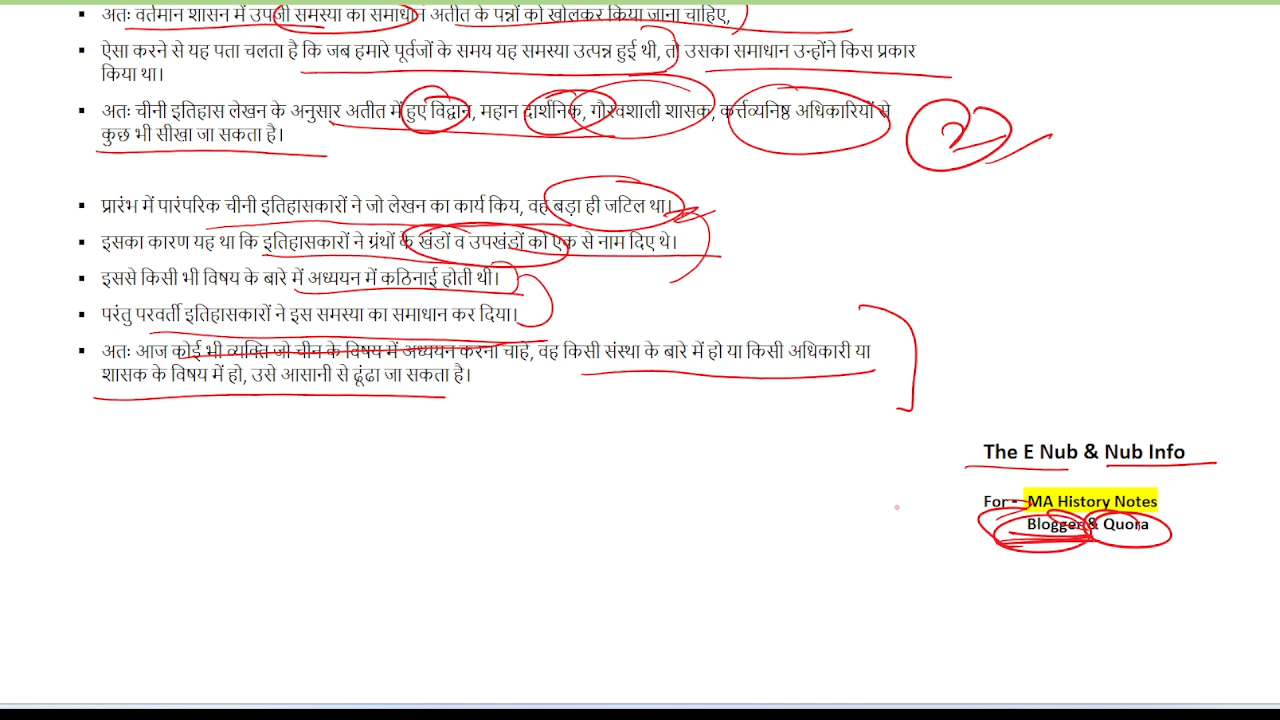 अतः वर्तमान शासन में उपजी समस्या का समाधान अतीत के पन्नों को खोलकर किया जाना चाहिए,
ऐसा करने से यह पता चलता है कि जब हमारे पूर्वजों के समय यह समस्या उत्पन्न हुई थी, तो उसका समाधान उन्होंने किस प्रकार
किया था।
अतः चीनी इतिहास लेखन के अनुसार अतीत में हुए विद्वान, महान दार्शनिक, गौरवशाली शासक, कर्त्तव्यनिष्ठ अधिकारियों से
कुछ भी सीखा जा सकता है।
प्रारंभ में पारंपरिक चीनी इतिहासकारों ने जो लेखन का कार्य किय, वह बड़ा ही जटिल था।
इसका कारण यह था कि इतिहासकारों ने ग्रंथों के खंडों व उपखंडों को एक से नाम दिए थे।
इससे किसी भी विषय के बारे में अध्ययन में कठिनाई होती थी।
परंतु परवर्ती इतिहासकारों ने इस समस्या का समाधान कर दिया।
अतः आज कोई भी व्यक्ति जो चीन के विषय में अध्ययन करना चाहे, वह किसी संस्था के बारे में हो या किसी अधिकारी या
शासक के विषय में हो, उसे आसानी से ढूंढा जा सकता है।
The E Nub & Nub Info
For - MA History Notes
Blogger & Quora